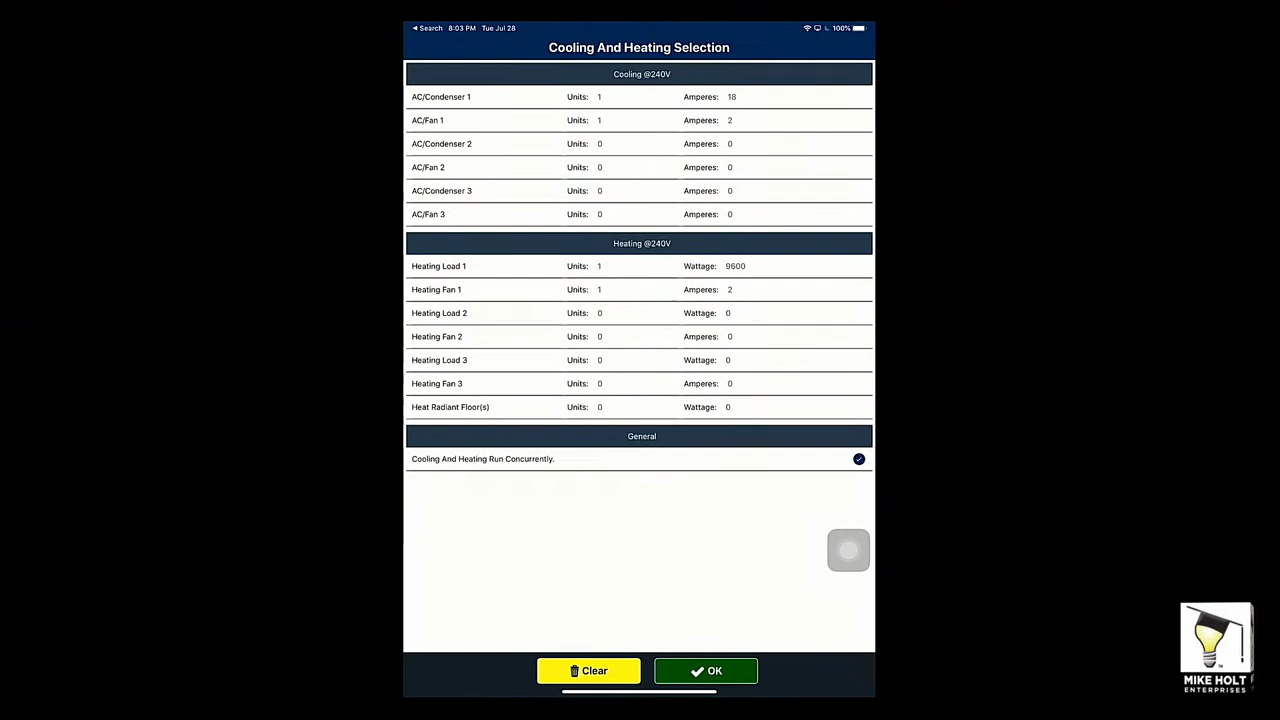 Search 8:03 PM Tue Jul 28 100%
Cooling And Heating Selection
Cooling @240V
AC/Condenser 1 Units: 1 Amperes: 18
AC/Fan 1 Units: 1 Amperes: 2
AC/Condenser 2 Units: 0 Amperes: 0
AC/Fan 2 Units: 0 Amperes: 0
AC/Condenser 3 Units: 0 Amperes: 0
AC/Fan 3 Units: 0 Amperes: 0
Heating @240V
Heating Load 1 Units: 1 Wattage: 9600
Heating Fan 1 Units: 1 Amperes: 2
Heating Load 2 Units: 0 Wattage: 0
Heating Fan 2 Units: 0 Amperes: 0
Heating Load 3 Units: 0 Wattage: 0
Heating Fan 3 Units: 0 Amperes: 0
Heat Radiant Floor(s) Units: 0 Wattage: 0
General
Cooling And Heating Run Concurrently.
Clear OK
MIKE HOLT
ENTERPRISES